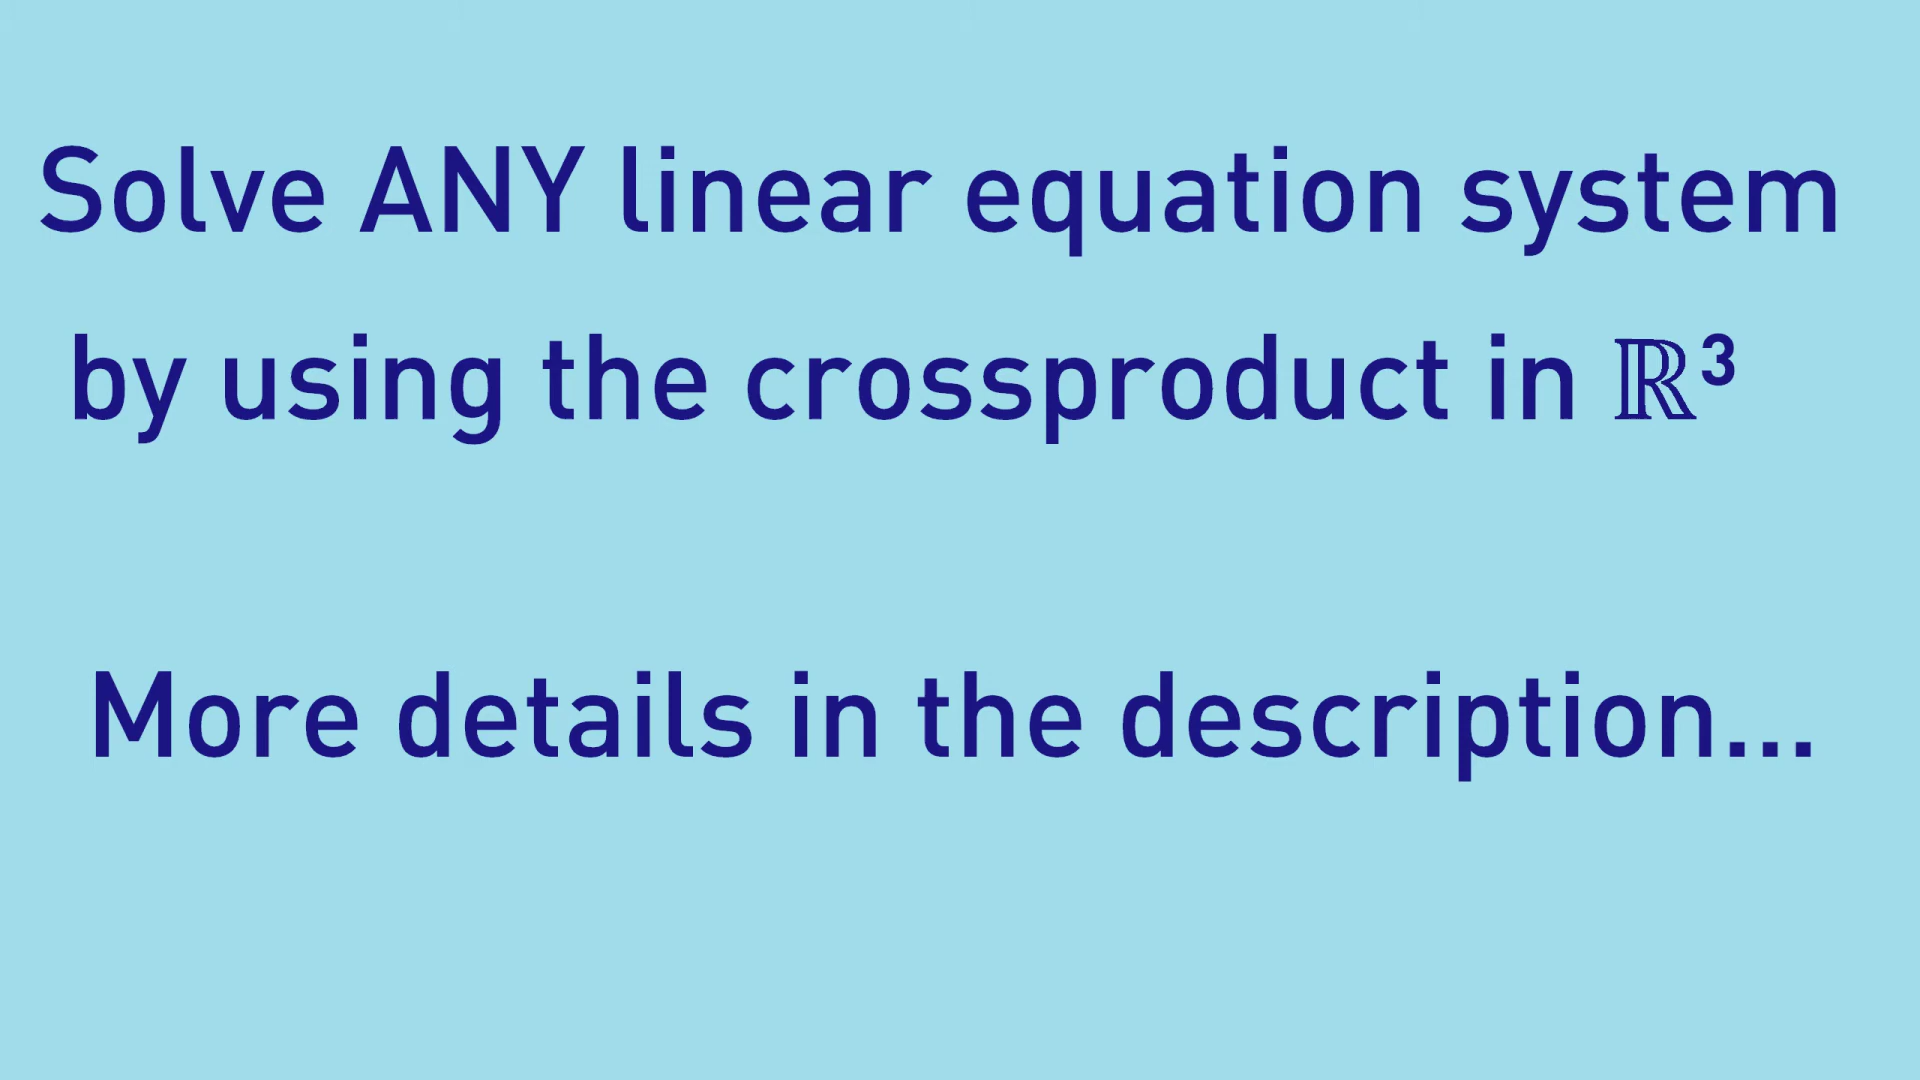 Solve ANY linear equation system
by using the crossproduct in ℝ³
More details in the description...